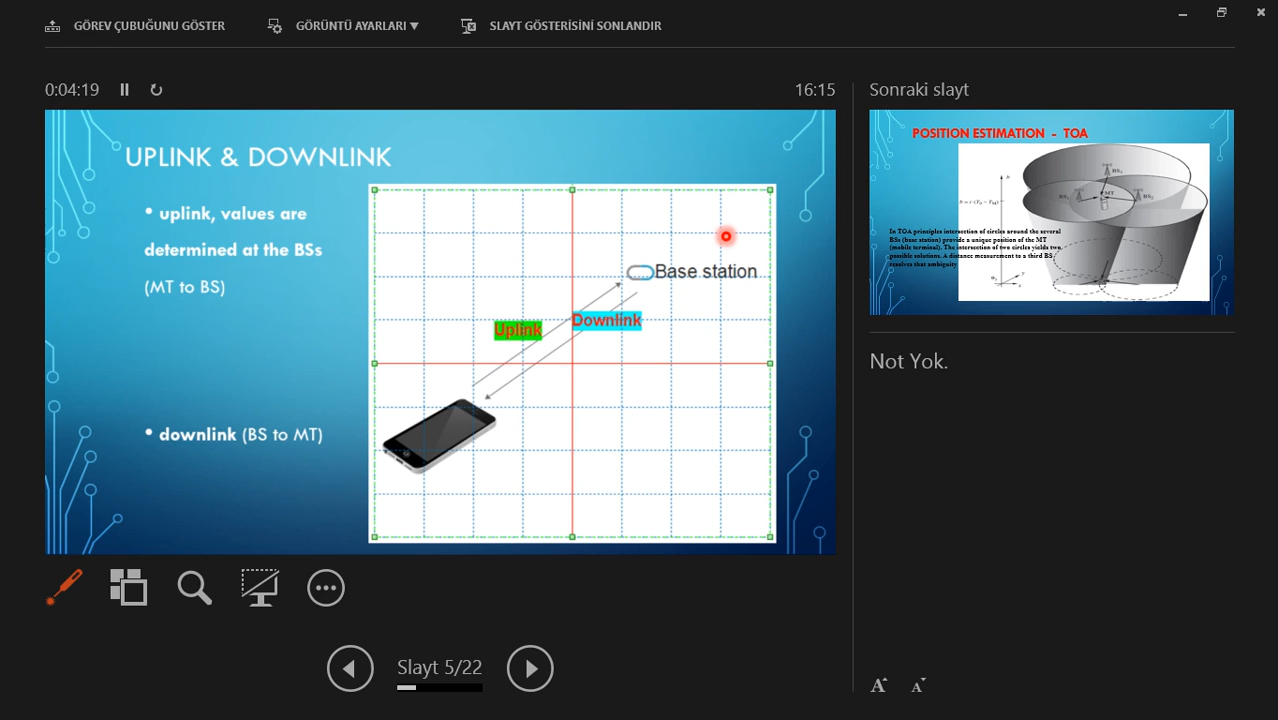 GÖREV ÇUBUĞUNU GÖSTER
GÖRÜNTÜ AYARLARI
SLAYT GÖSTERİSİNİ SONLANDIR
0:04:19
16:15
UPLINK & DOWNLINK
• uplink, values are
determined at the BSs
(MT to BS)
• downlink (BS to MT)
Base station
Uplink
Downlink
Slayt 5/22
Sonraki slayt
POSITION ESTIMATION - TOA
In TOA principles intersection of circles around the several
BSs (base station) provide a unique position of the MT
(mobile terminal). The intersection of two circles yields two
possible solutions. A distance measurement to a third BS
resolves that ambiguity
MT
Not Yok.
A A